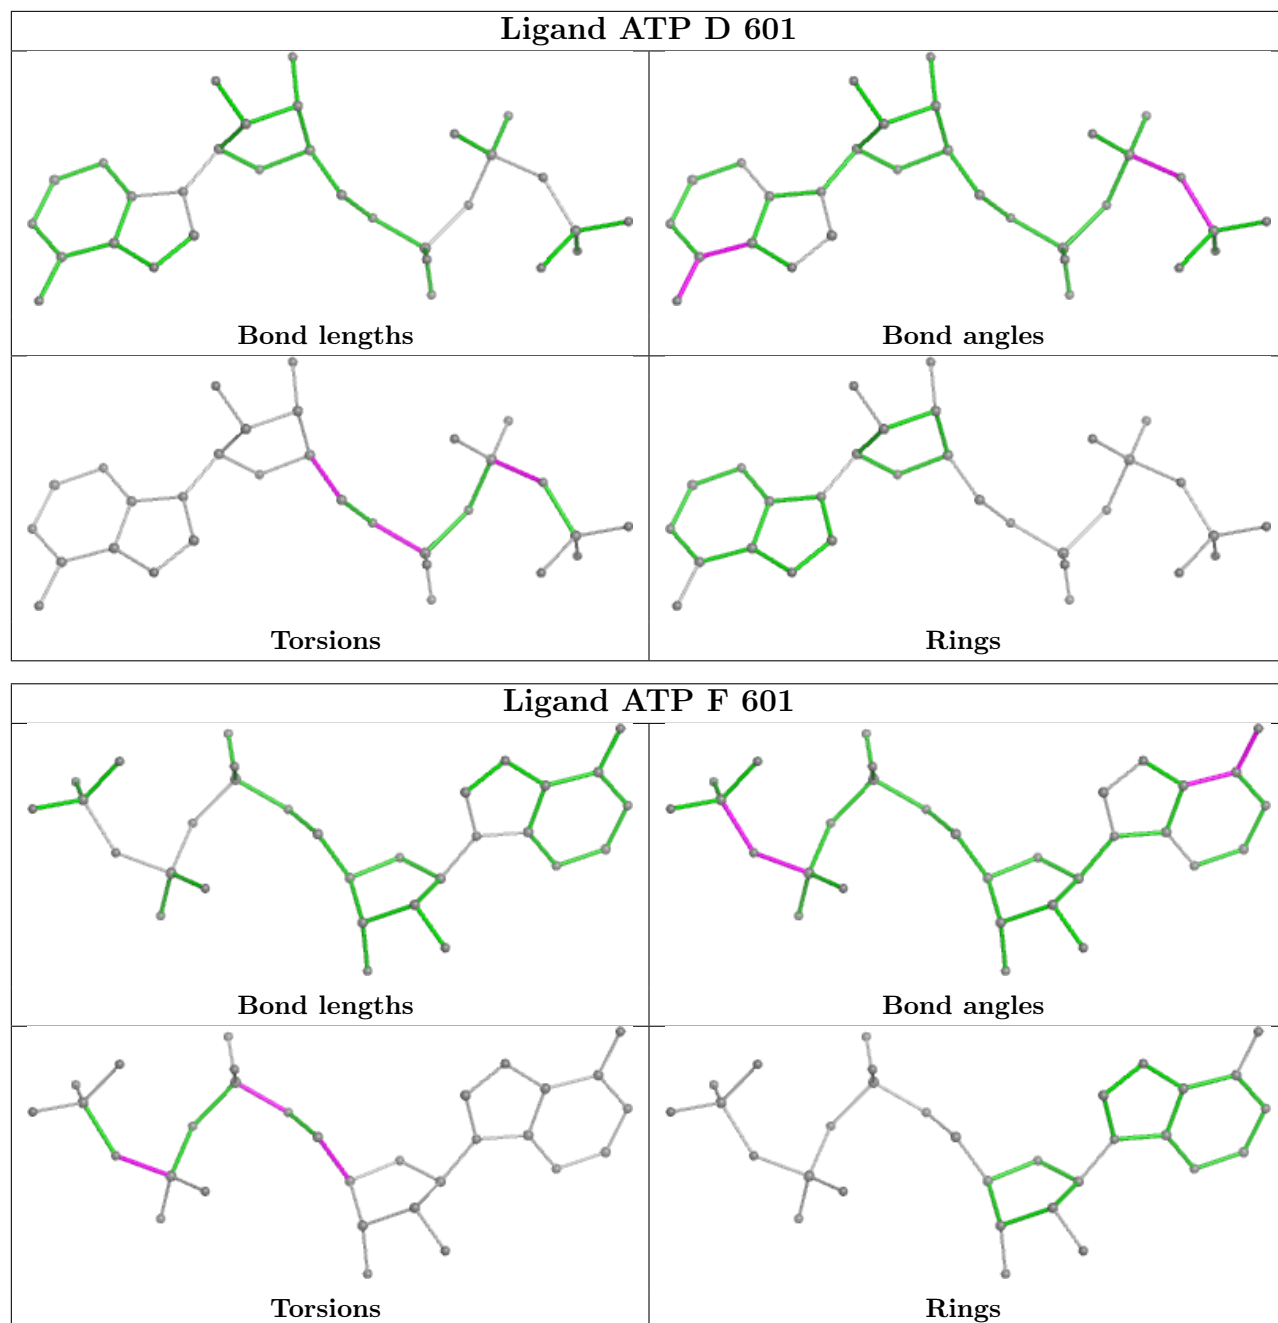 Ligand ATP D 601
Bond lengths
Bond angles
Torsions
Rings
Ligand ATP F 601
Bond lengths
Bond angles
Torsions
Rings